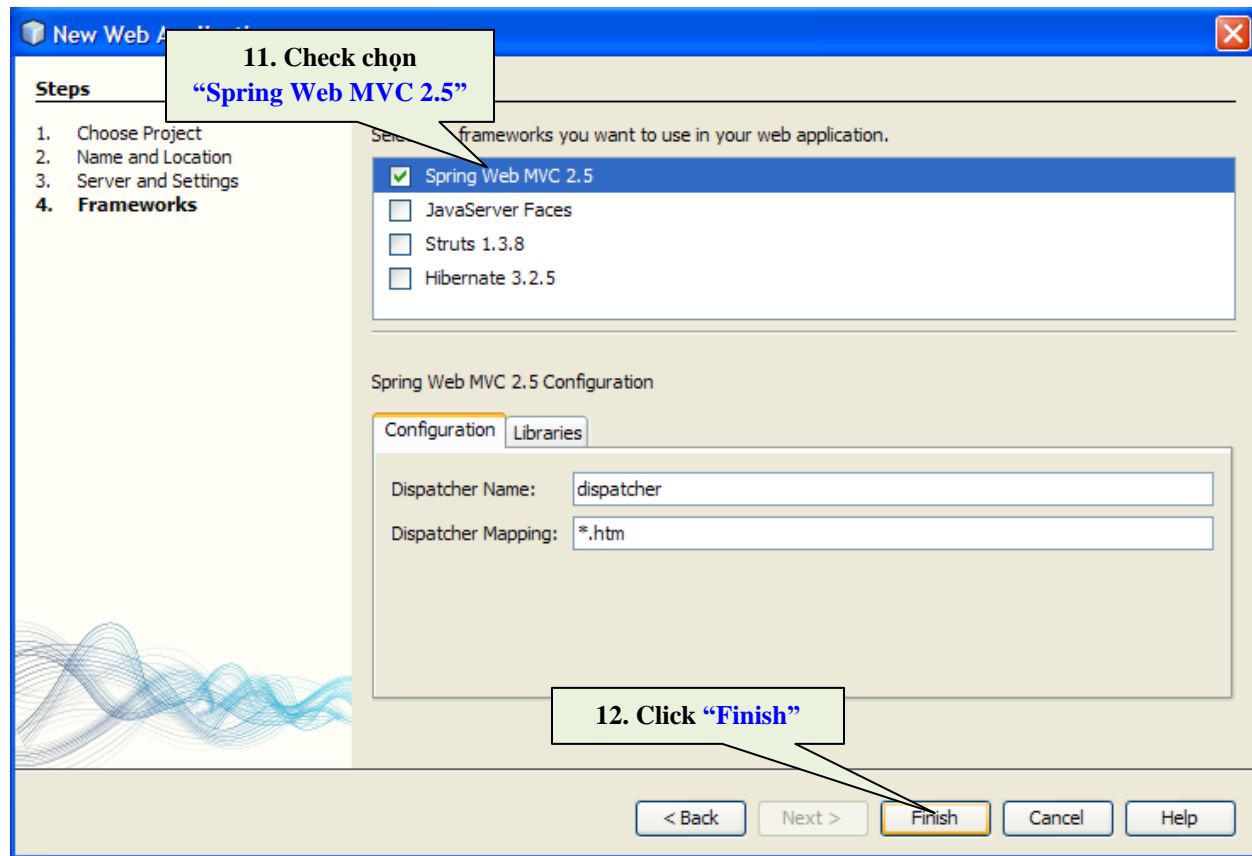 New Web A
11. Check chọn
“Spring Web MVC 2.5”
Steps
1. Choose Project
2. Name and Location
3. Server and Settings
4. Frameworks
frameworks you want to use in your web application.
Spring Web MVC 2.5
JavaServer Faces
Struts 1.3.8
Hibernate 3.2.5
Spring Web MVC 2.5 Configuration
Configuration Libraries
Dispatcher Name: dispatcher
Dispatcher Mapping: *.htm
12. Click “Finish”
< Back Next > Finish Cancel Help